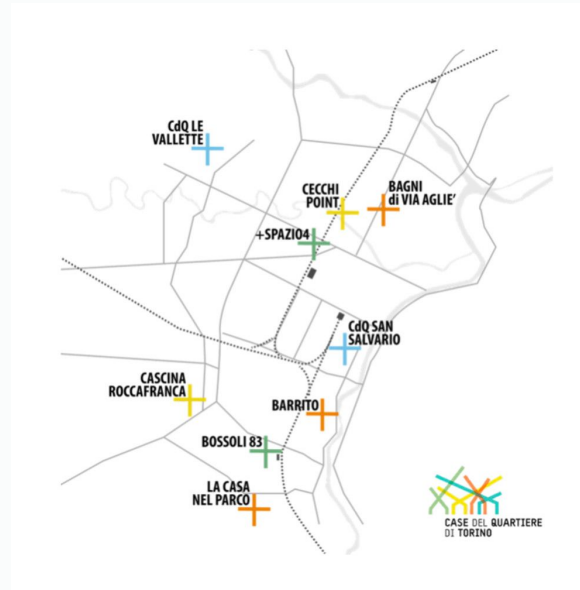 CdQ LE
VALLETTE
CECCHI
POINT
BAGNI
di VIA AGLIE'
+SPAZIO4
CdQ SAN
SALVARIO
CASCINA
ROCCAFRANCA
BARRITO
BOSSOLI 83
LA CASA
NEL PARCO
CASE DEL QUARTIERE
DI TORINO